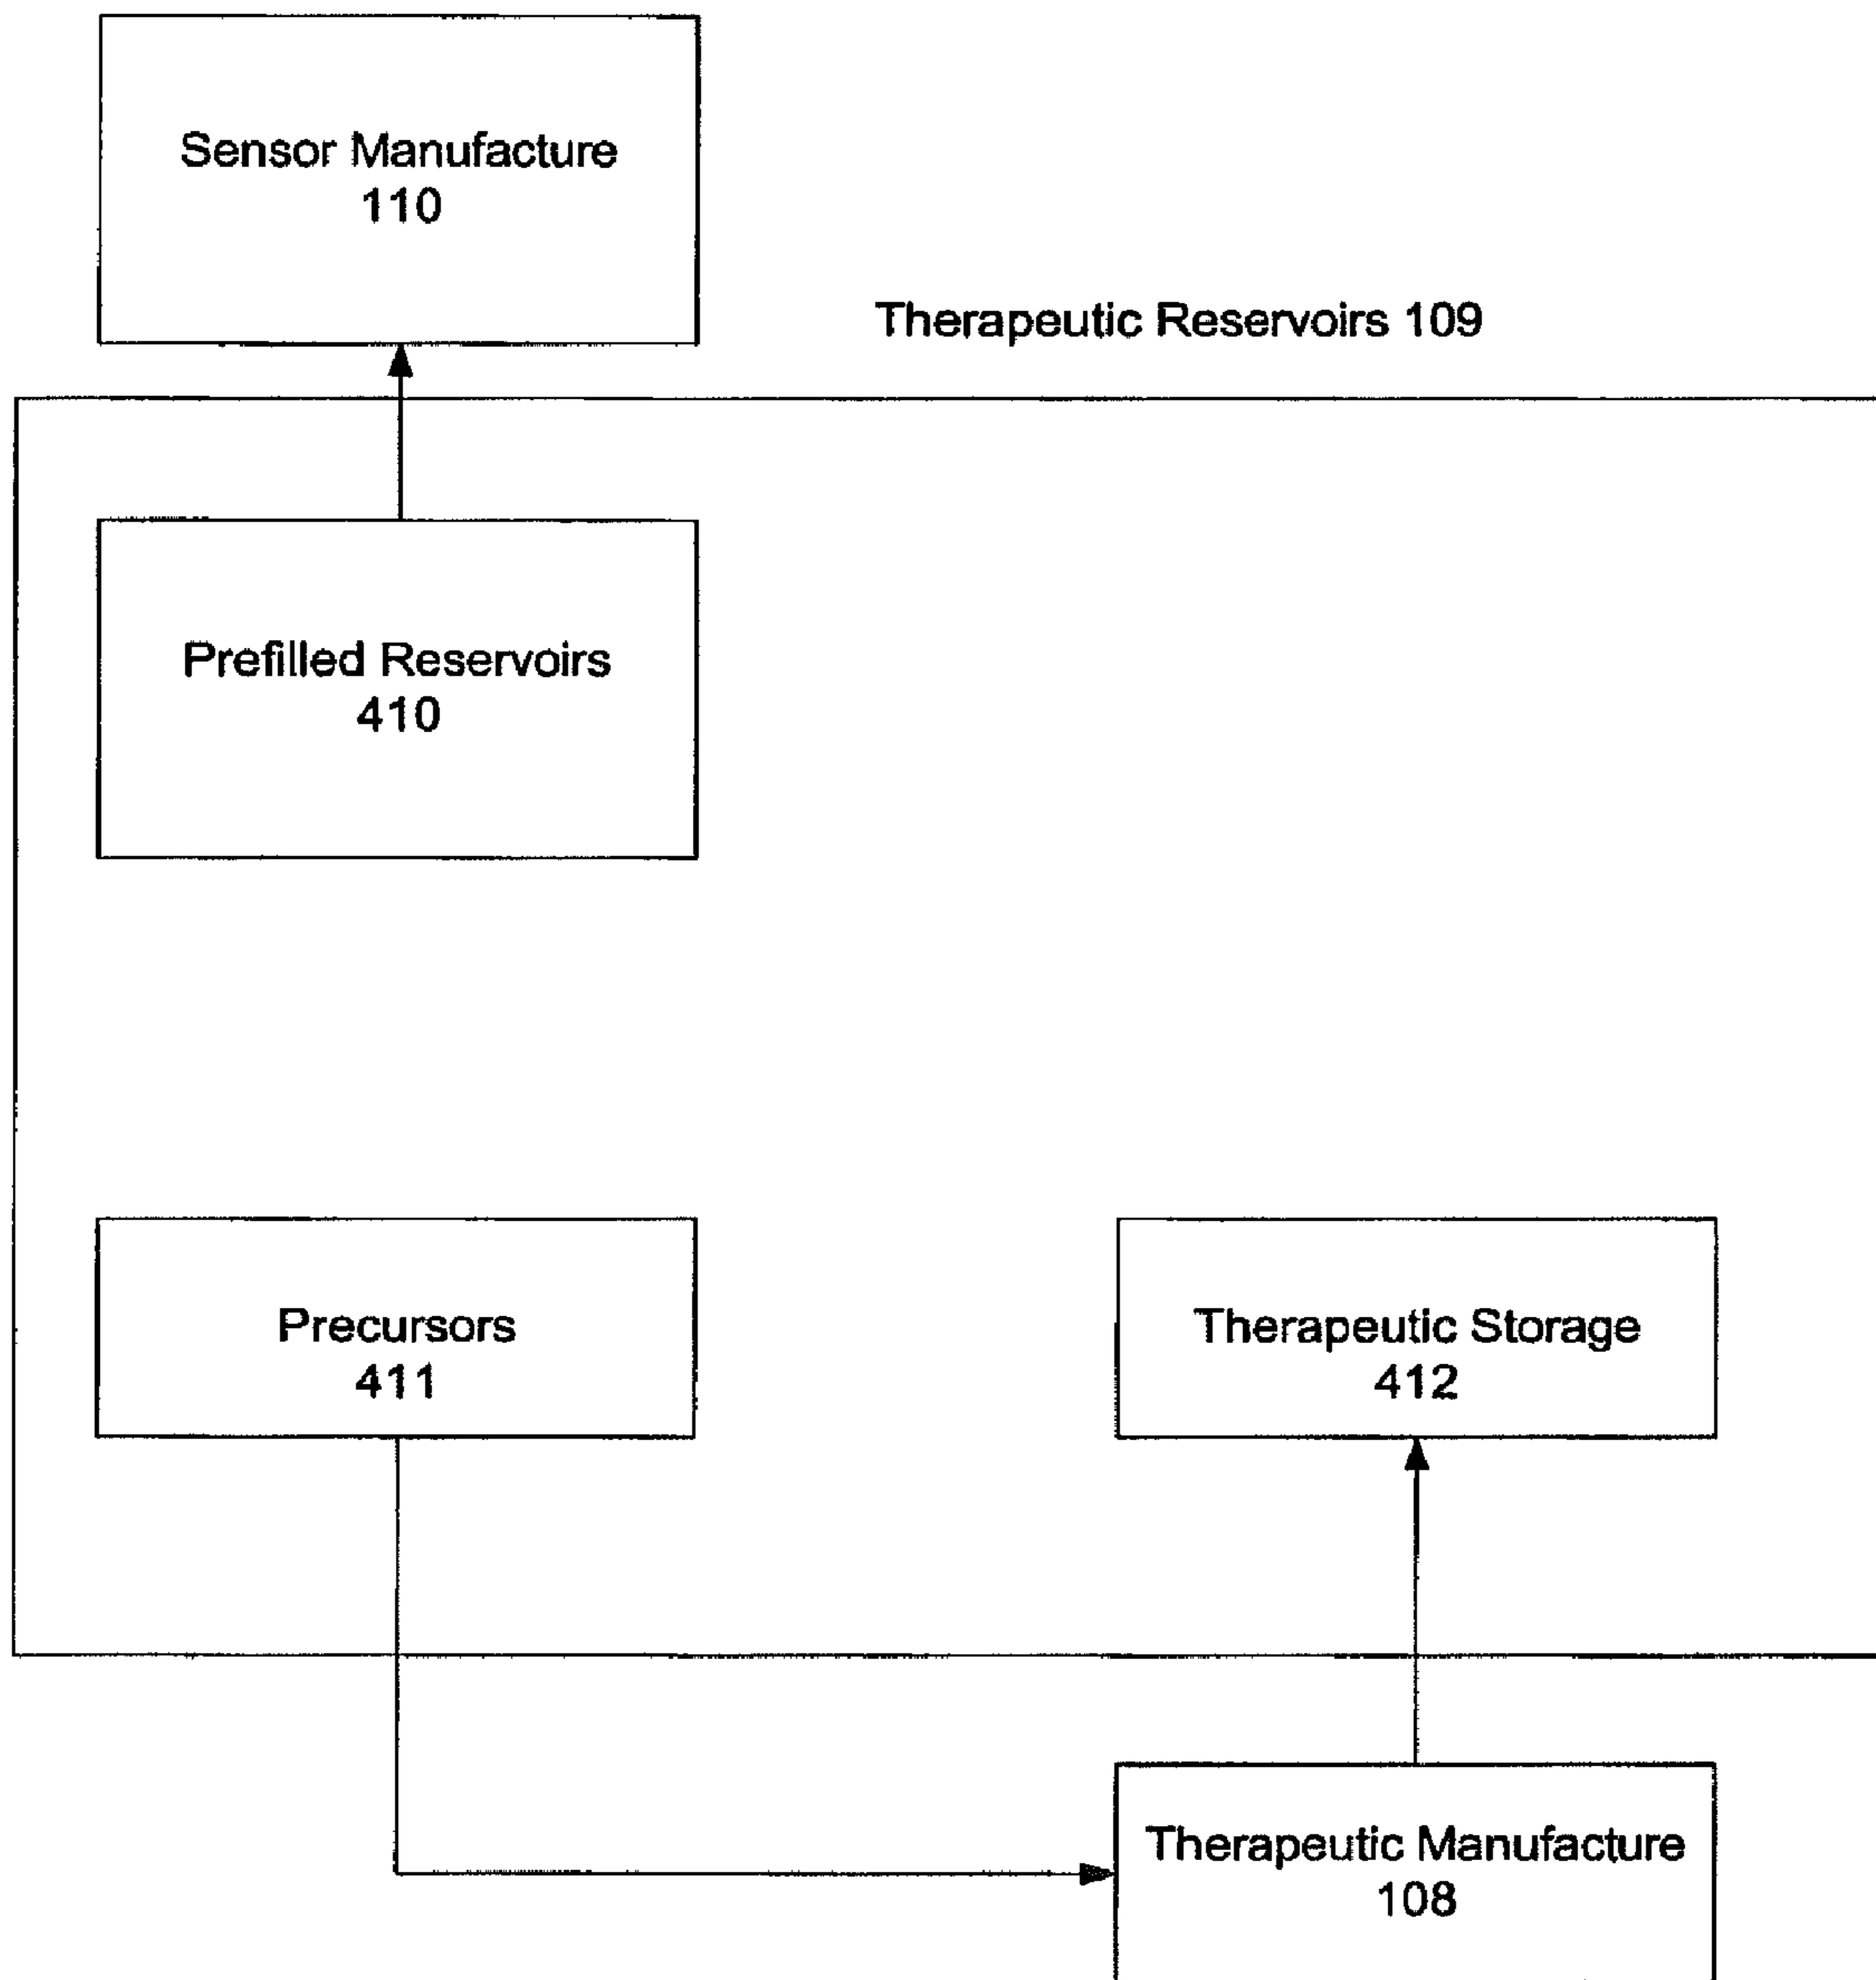 Sensor Manufacture
110
Therapeutic Reservoirs 109
Prefilled Reservoirs
410
Precursors
411
Therapeutic Storage
412
Therapeutic Manufacture
108